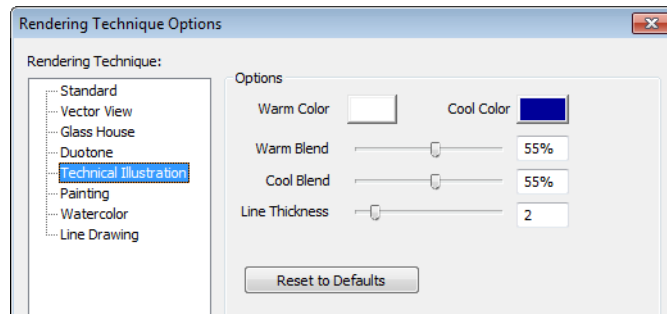 Rendering Technique Options
Rendering Technique:
Standard
Vector View
Glass House
Duotone
Technical Illustration
Painting
Watercolor
Line Drawing
Options
Warm Color Cool Color
Warm Blend 55%
Cool Blend 55%
Line Thickness 2
Reset to Defaults